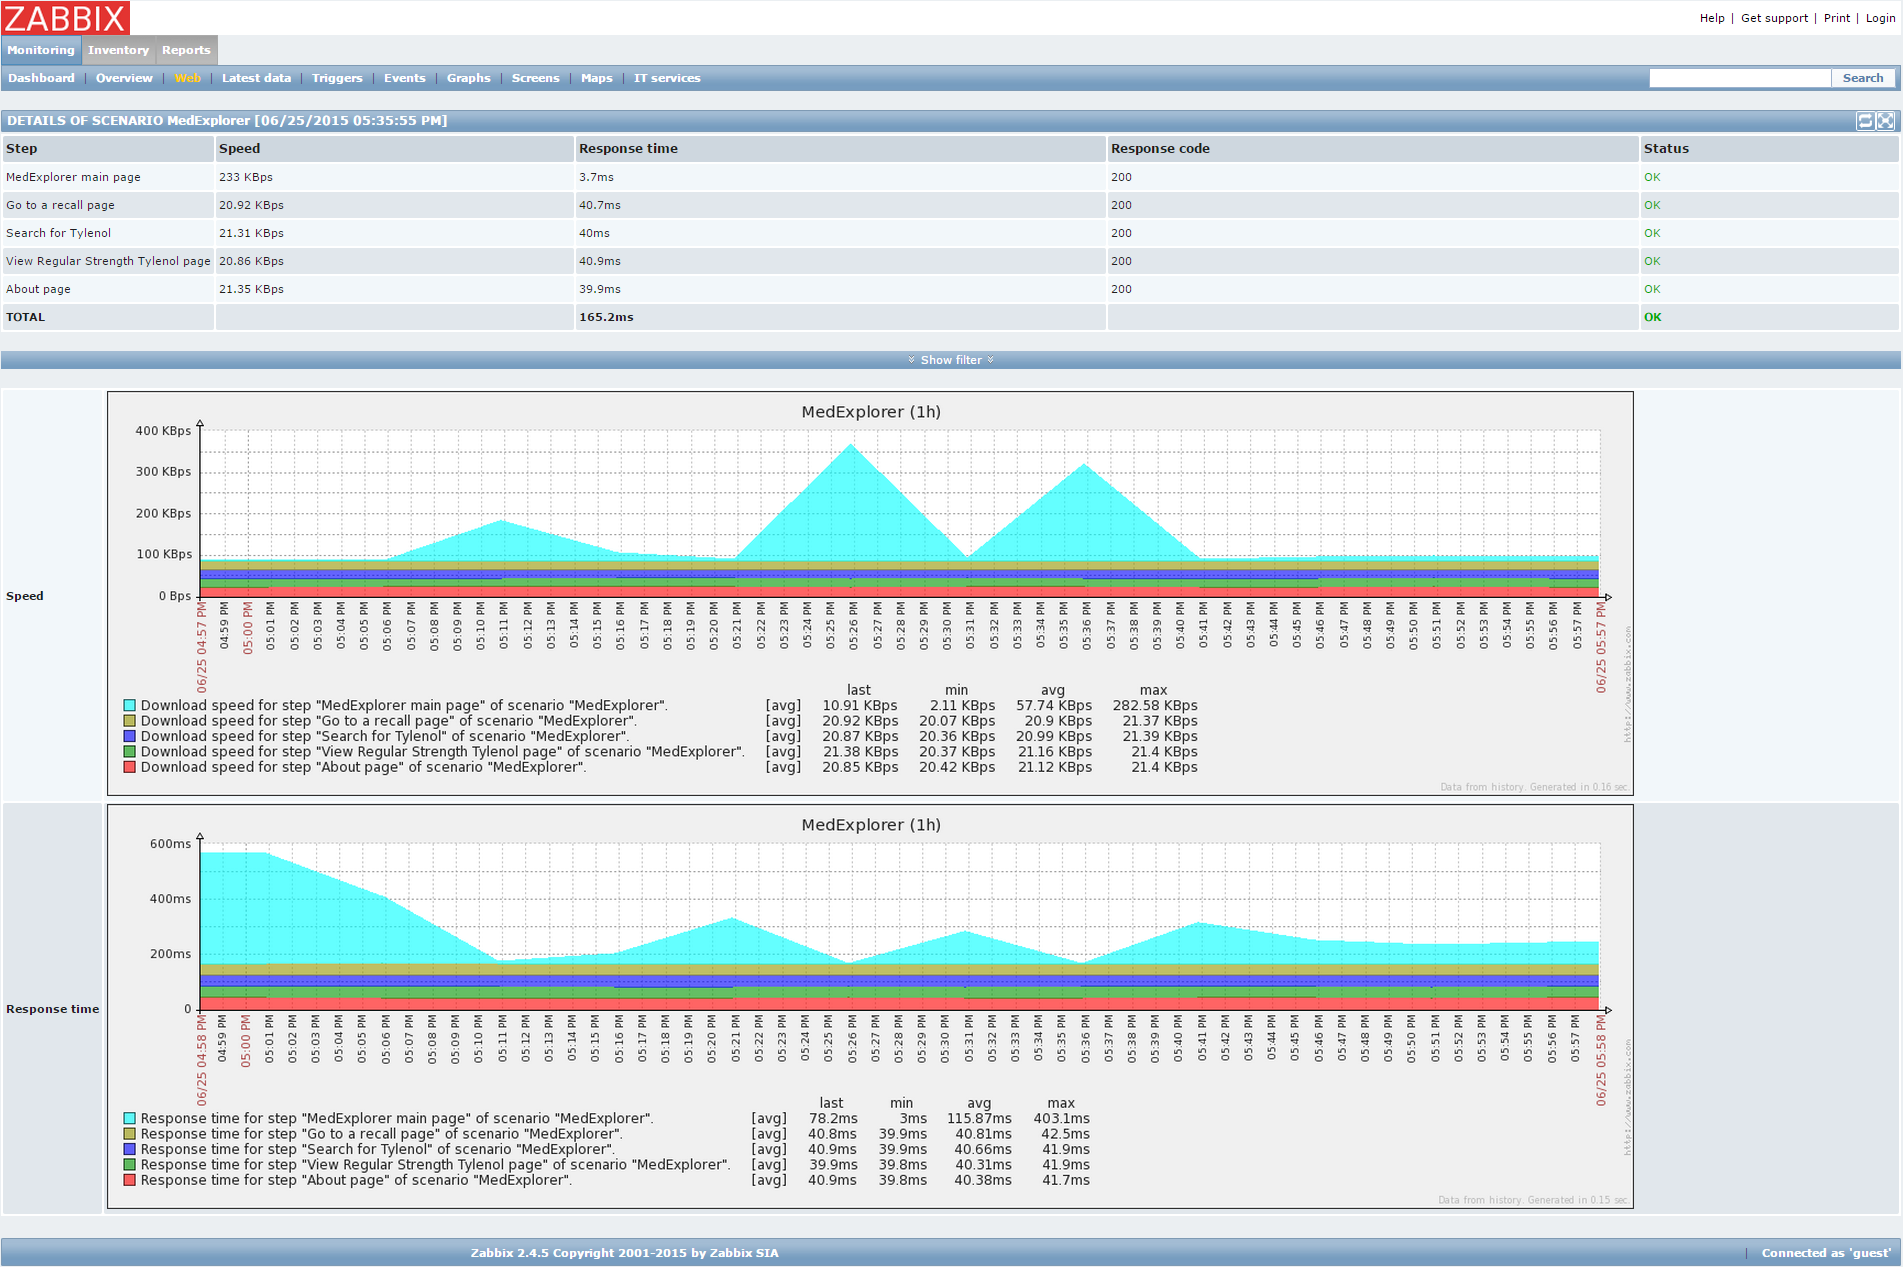 ZABBIX
Help | Get support | Print | Login
Monitoring Inventory Reports
Dashboard | Overview | Web | Latest data | Triggers | Events | Graphs | Screens | Maps | IT services Search
DETAILS OF SCENARIO MedExplorer [06/25/2015 05:35:55 PM]
Step Speed Response time Response code Status
MedExplorer main page 233 KBps 3.7ms 200 OK
Go to a recall page 20.92 KBps 40.7ms 200 OK
Search for Tylenol 21.31 KBps 40ms 200 OK
View Regular Strength Tylenol page 20.86 KBps 40.9ms 200 OK
About page 21.35 KBps 39.9ms 200 OK
TOTAL 165.2ms OK
Show filter
Speed
MedExplorer (1h)
400 KBps
300 KBps
200 KBps
100 KBps
0 Bps
06/25 04:57 PM 04:59 PM 05:00 PM 05:01 PM 05:02 PM 05:03 PM 05:04 PM 05:05 PM 05:06 PM 05:07 PM 05:08 PM 05:09 PM 05:10 PM 05:11 PM 05:12 PM 05:13 PM 05:14 PM 05:15 PM 05:16 PM 05:17 PM 05:18 PM 05:19 PM 05:20 PM 05:21 PM 05:22 PM 05:23 PM 05:24 PM 05:25 PM 05:26 PM 05:27 PM 05:28 PM 05:29 PM 05:30 PM 05:31 PM 05:32 PM 05:33 PM 05:34 PM 05:35 PM 05:36 PM 05:37 PM 05:38 PM 05:39 PM 05:40 PM 05:41 PM 05:42 PM 05:43 PM 05:44 PM 05:45 PM 05:46 PM 05:47 PM 05:48 PM 05:49 PM 05:50 PM 05:51 PM 05:52 PM 05:53 PM 05:54 PM 05:55 PM 05:56 PM 05:57 PM 06/25 05:57 PM
http://www.zabbix.com
last min avg max
Download speed for step "MedExplorer main page" of scenario "MedExplorer". [avg] 10.91 KBps 2.11 KBps 57.74 KBps 282.58 KBps
Download speed for step "Go to a recall page" of scenario "MedExplorer". [avg] 20.92 KBps 20.07 KBps 20.9 KBps 21.37 KBps
Download speed for step "Search for Tylenol" of scenario "MedExplorer". [avg] 20.87 KBps 20.36 KBps 20.99 KBps 21.39 KBps
Download speed for step "View Regular Strength Tylenol page" of scenario "MedExplorer". [avg] 21.38 KBps 20.37 KBps 21.16 KBps 21.4 KBps
Download speed for step "About page" of scenario "MedExplorer". [avg] 20.85 KBps 20.42 KBps 21.12 KBps 21.4 KBps
Data from history. Generated in 0.16 sec.
Response time
MedExplorer (1h)
600ms
400ms
200ms
0
06/25 04:58 PM 04:59 PM 05:00 PM 05:01 PM 05:02 PM 05:03 PM 05:04 PM 05:05 PM 05:06 PM 05:07 PM 05:08 PM 05:09 PM 05:10 PM 05:11 PM 05:12 PM 05:13 PM 05:14 PM 05:15 PM 05:16 PM 05:17 PM 05:18 PM 05:19 PM 05:20 PM 05:21 PM 05:22 PM 05:23 PM 05:24 PM 05:25 PM 05:26 PM 05:27 PM 05:28 PM 05:29 PM 05:30 PM 05:31 PM 05:32 PM 05:33 PM 05:34 PM 05:35 PM 05:36 PM 05:37 PM 05:38 PM 05:39 PM 05:40 PM 05:41 PM 05:42 PM 05:43 PM 05:44 PM 05:45 PM 05:46 PM 05:47 PM 05:48 PM 05:49 PM 05:50 PM 05:51 PM 05:52 PM 05:53 PM 05:54 PM 05:55 PM 05:56 PM 05:57 PM 06/25 05:58 PM
http://www.zabbix.com
last min avg max
Response time for step "MedExplorer main page" of scenario "MedExplorer". [avg] 78.2ms 3ms 115.87ms 403.1ms
Response time for step "Go to a recall page" of scenario "MedExplorer". [avg] 40.8ms 39.9ms 40.81ms 42.5ms
Response time for step "Search for Tylenol" of scenario "MedExplorer". [avg] 40.9ms 39.9ms 40.66ms 41.9ms
Response time for step "View Regular Strength Tylenol page" of scenario "MedExplorer". [avg] 39.9ms 39.8ms 40.31ms 41.9ms
Response time for step "About page" of scenario "MedExplorer". [avg] 40.9ms 39.8ms 40.38ms 41.7ms
Data from history. Generated in 0.15 sec.
Zabbix 2.4.5 Copyright 2001-2015 by Zabbix SIA | Connected as 'guest'